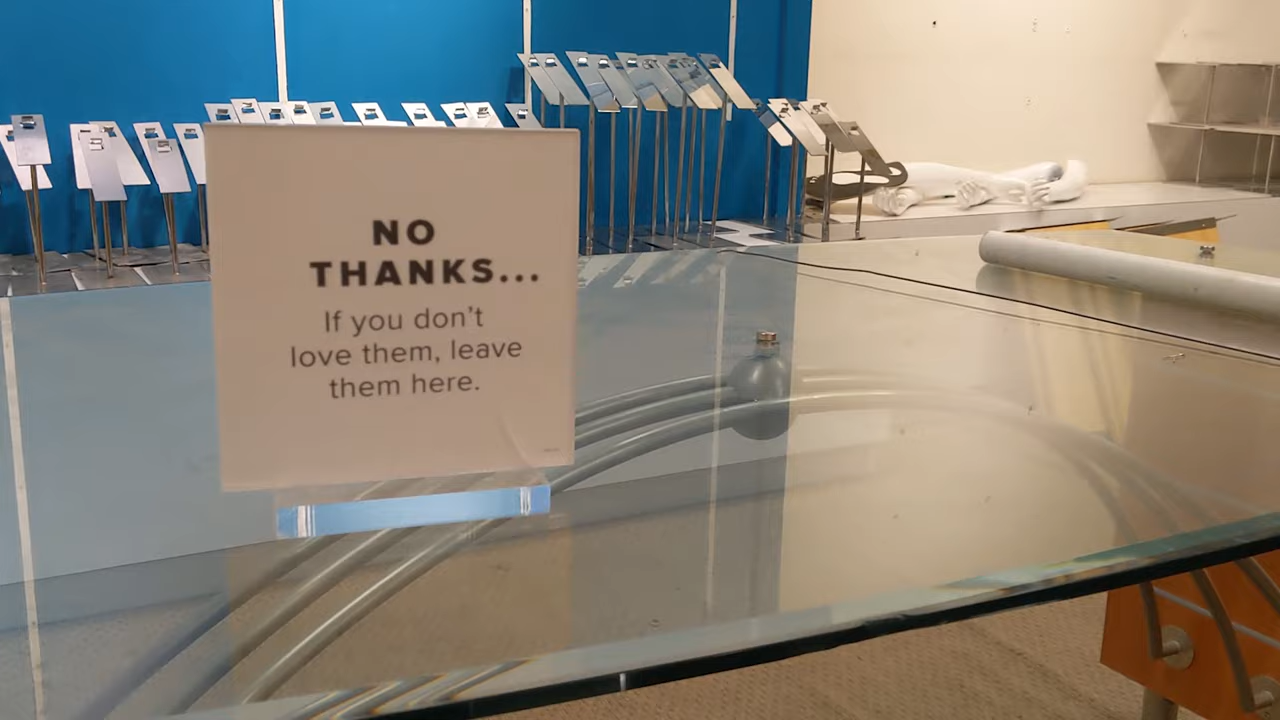 NO
THANKS...
If you don't
love them, leave
them here.